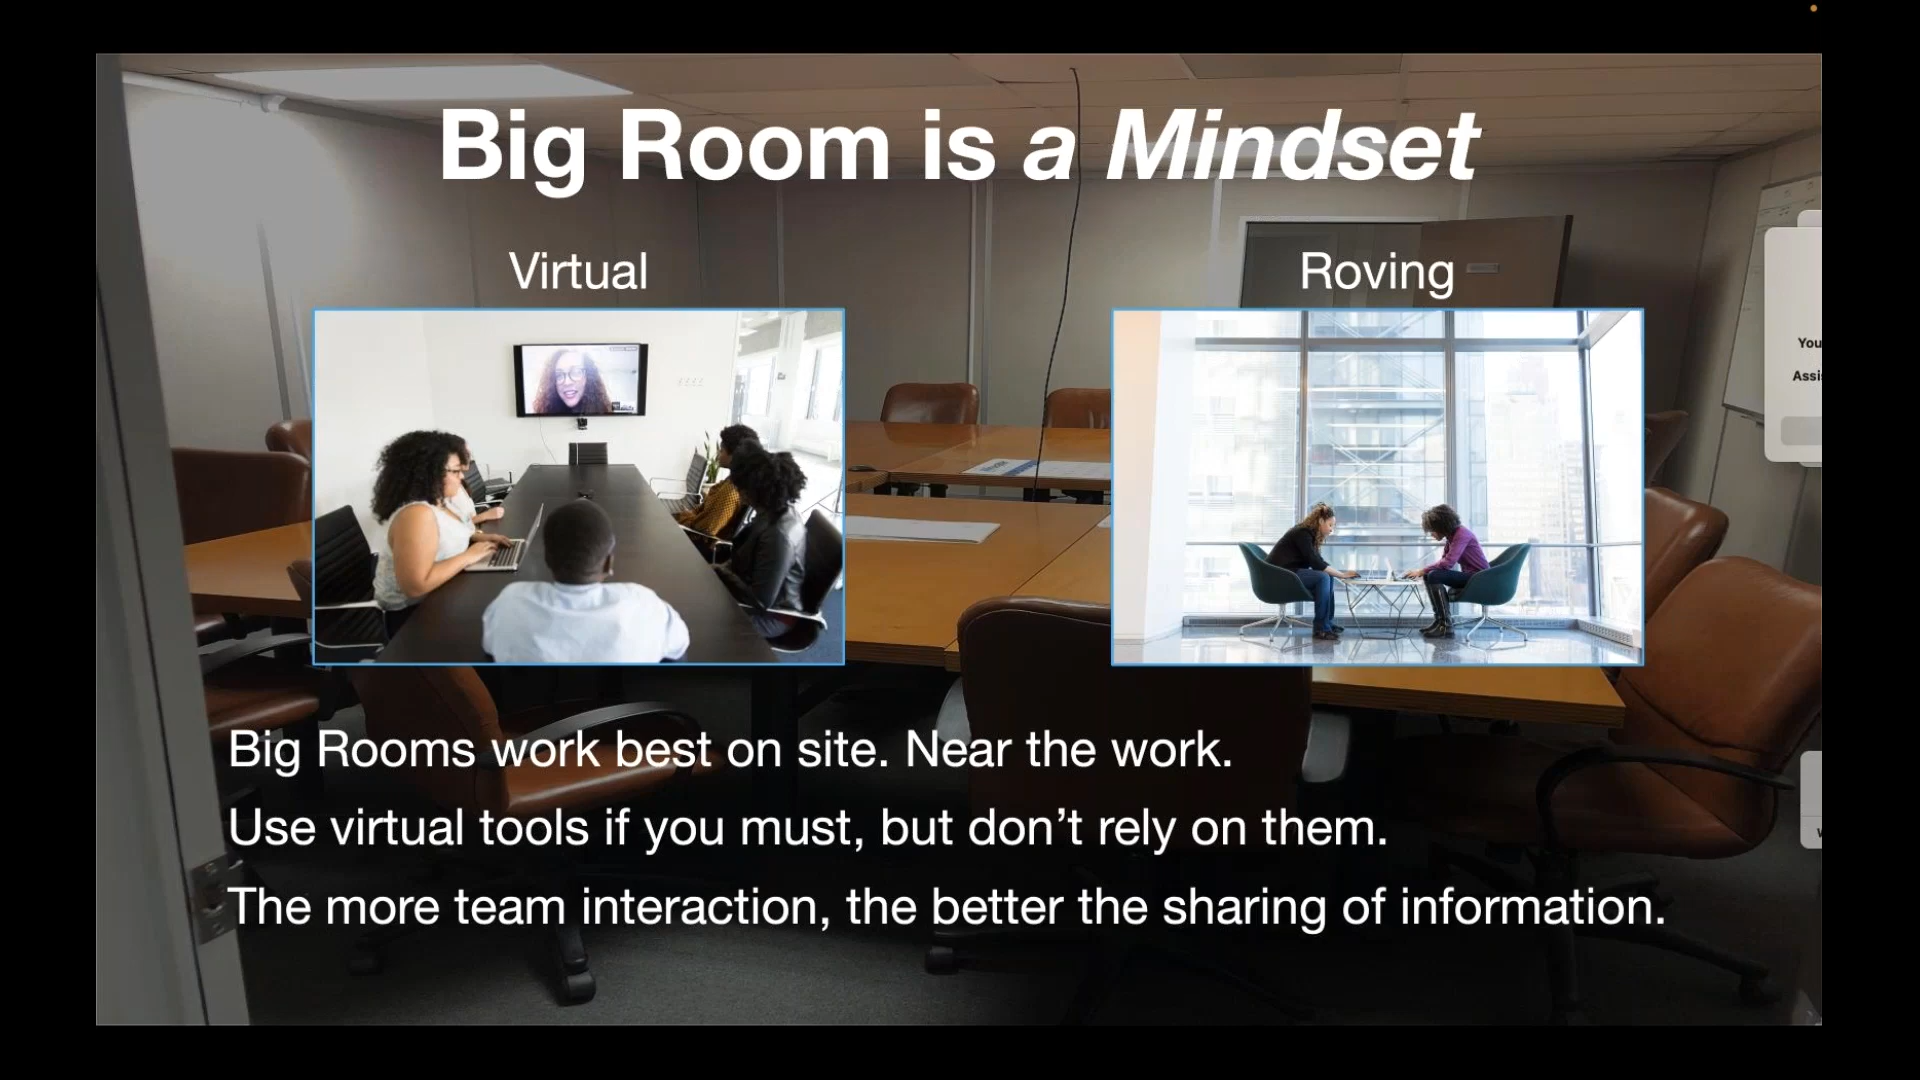 Big Room is a Mindset
Virtual
Roving
Big Rooms work best on site. Near the work.
Use virtual tools if you must, but don't rely on them.
The more team interaction, the better the sharing of information.
You